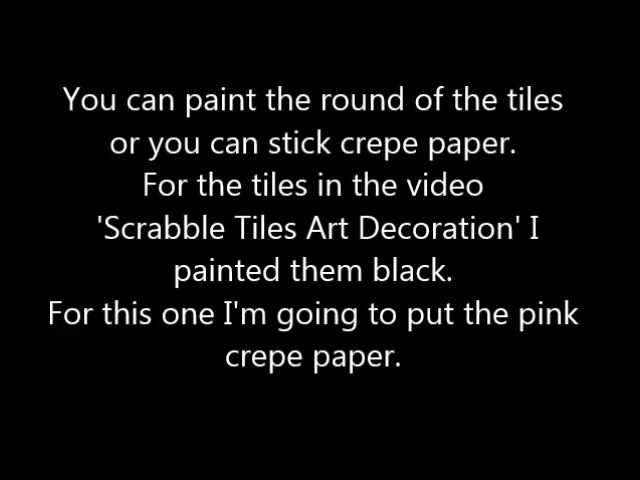 You can paint the round of the tiles
or you can stick crepe paper.
For the tiles in the video
'Scrabble Tiles Art Decoration' I
painted them black.
For this one I'm going to put the pink
crepe paper.